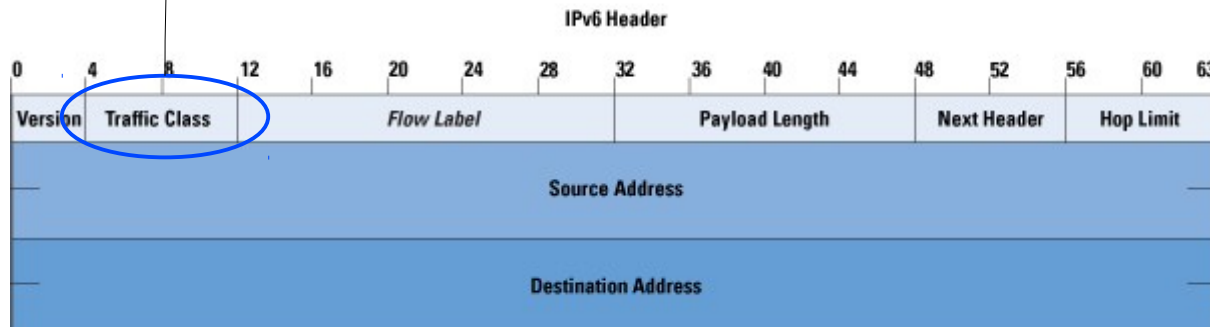 IPv6 Header
0 4 8 12 16 20 24 28 32 36 40 44 48 52 56 60 63
Version Traffic Class Flow Label Payload Length Next Header Hop Limit
Source Address
Destination Address